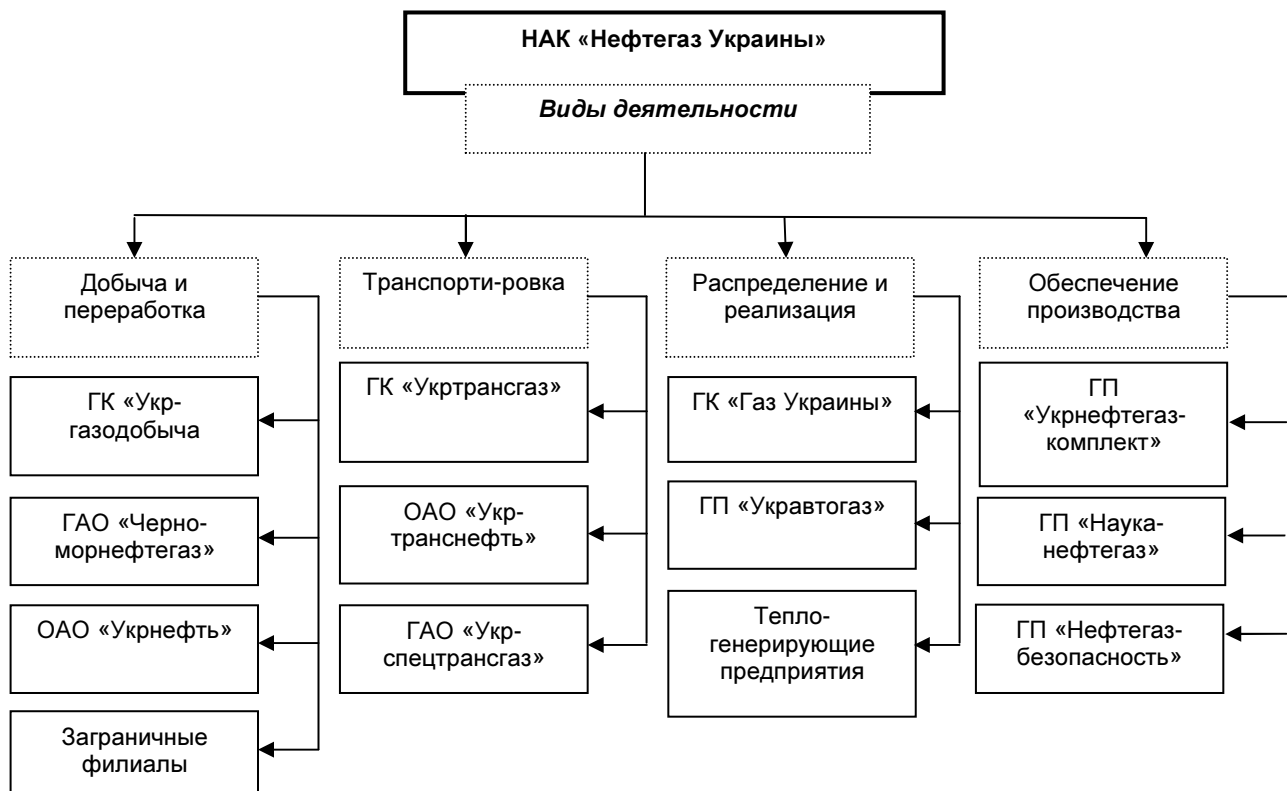 НАК «Нефтегаз Украины»
Виды деятельности
Добыча и
переработка
Транспорти-ровка
Распределение и
реализация
Обеспечение
производства
ГК «Укр-
газодобыча
ГАО «Черно-
морнефтегаз»
ОАО «Укрнефть»
Заграничные
филиалы
ГК «Укртрансгаз»
ОАО «Укр-
транснефть»
ГАО «Укр-
спецтрансгаз»
ГК «Газ Украины»
ГП «Укравтогаз»
Тепло-
генерирующие
предприятия
ГП
«Укрнефтегаз-
комплект»
ГП «Наука-
нефтегаз»
ГП «Нефтегаз-
безопасность»